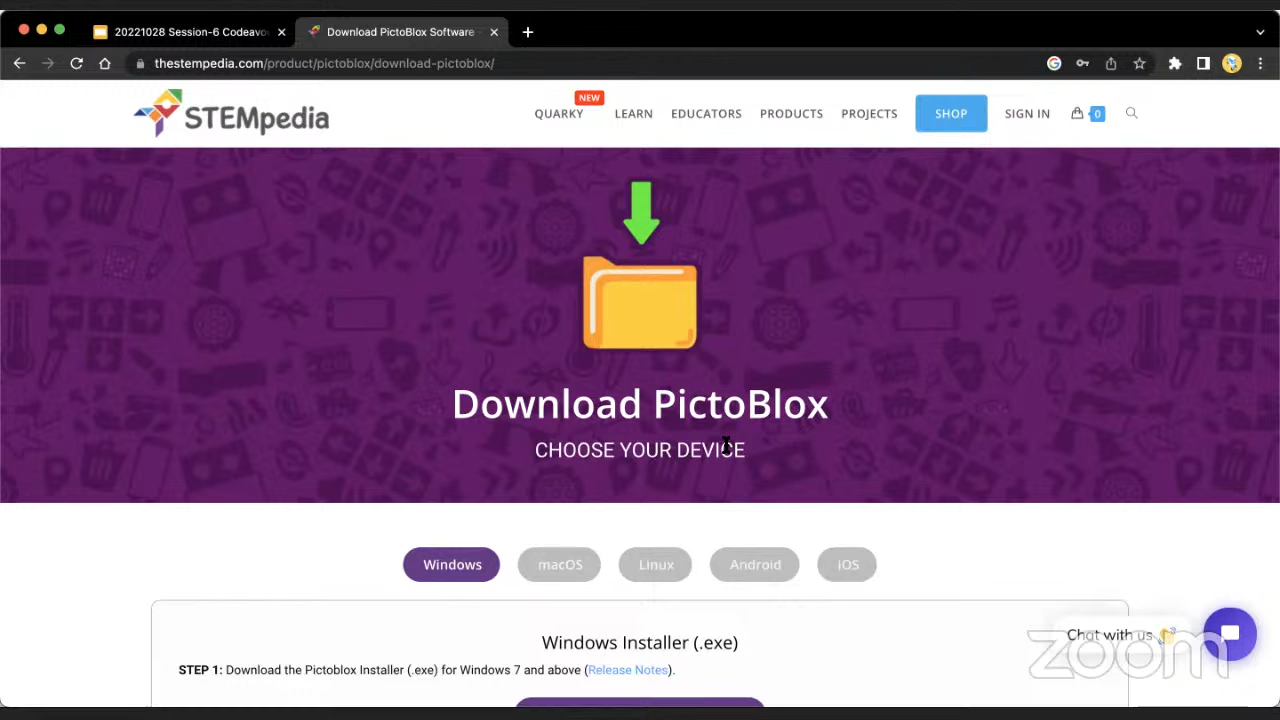 20221028 Session-6 Codeavo
Download PictoBlox Software
thestempedia.com/product/pictoblox/download-pictoblox/
STEMpedia
NEW
QUARKY LEARN EDUCATORS PRODUCTS PROJECTS SHOP SIGN IN 0
Download PictoBlox
CHOOSE YOUR DEVICE
Windows macOS Linux Android iOS
Windows Installer (.exe)
STEP 1: Download the Pictoblox Installer (.exe) for Windows 7 and above (Release Notes).
Chat with us
zoom